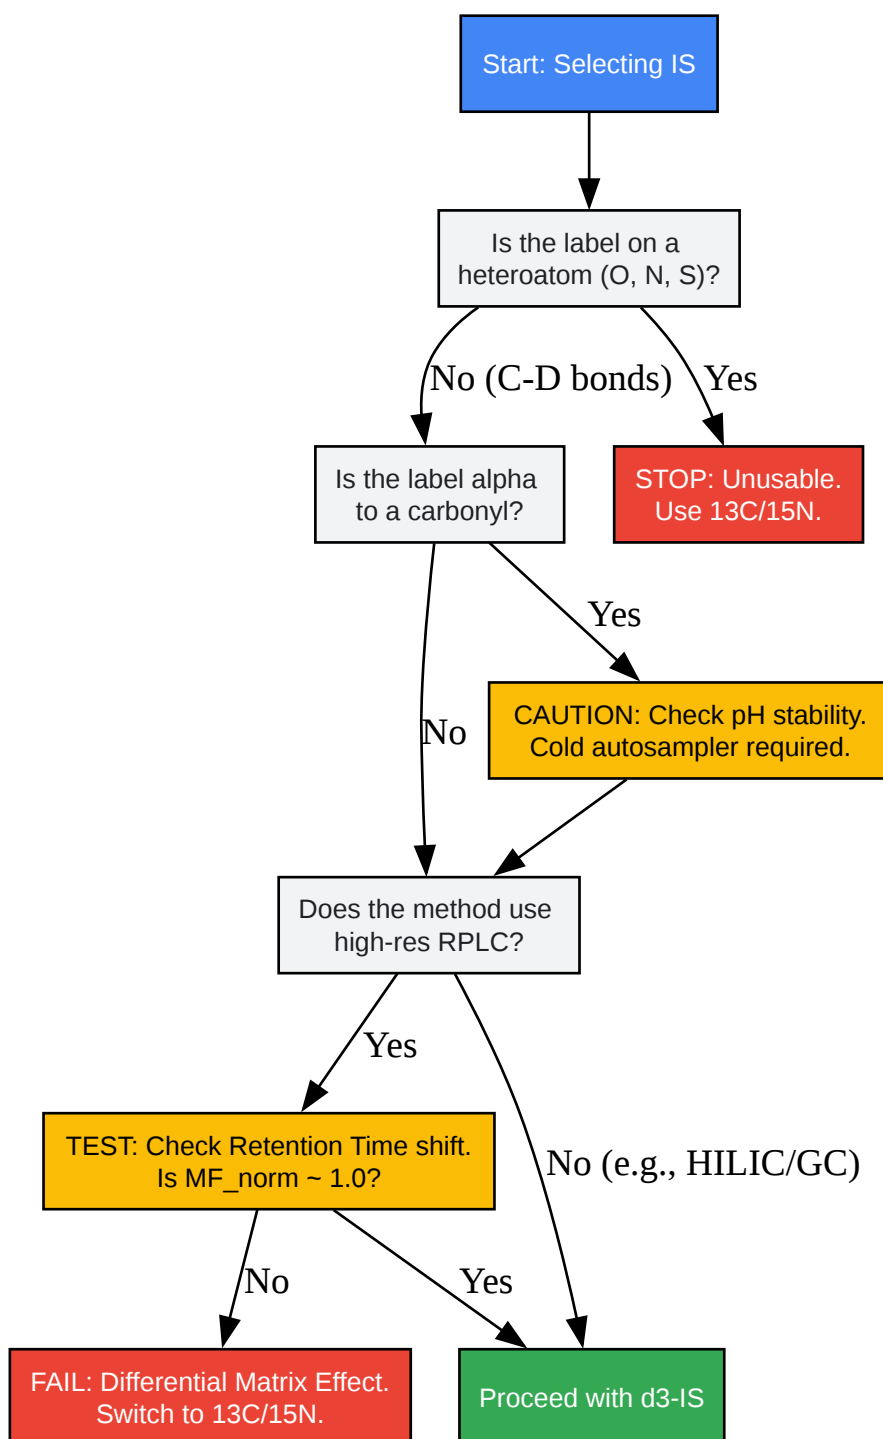 Start: Selecting IS
Is the label on a
heteroatom (O, N, S)?
No (C-D bonds)
Yes
Is the label alpha
to a carbonyl?
STOP: Unusable.
Use 13C/15N.
Yes
No
CAUTION: Check pH stability.
Cold autosampler required.
Does the method use
high-res RPLC?
Yes
No (e.g., HILIC/GC)
TEST: Check Retention Time shift.
Is MF_norm ~ 1.0?
No
Yes
FAIL: Differential Matrix Effect.
Switch to 13C/15N.
Proceed with d3-IS